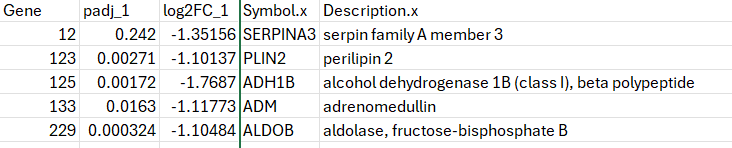 Gene padj_1 log2FC_1 Symbol.x Description.x
12 0.242 -1.35156 SERPINA3 serpin family A member 3
123 0.00271 -1.10137 PLIN2 perilipin 2
125 0.00172 -1.7687 ADH1B alcohol dehydrogenase 1B (class I), beta polypeptide
133 0.0163 -1.11773 ADM adrenomedullin
229 0.000324 -1.10484 ALDOB aldolase, fructose-bisphosphate B